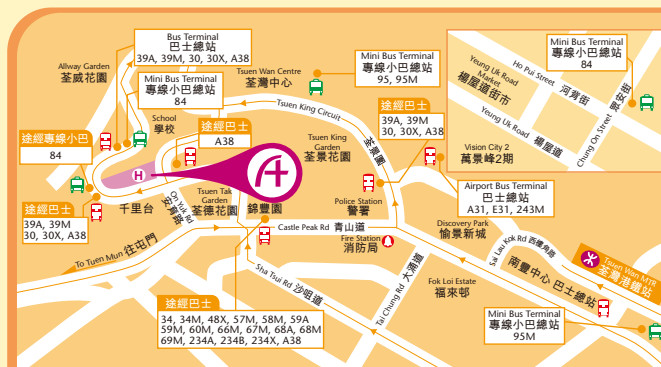 Bus Terminal
巴士總站
39A, 39M, 30, 30X, A38
Allway Garden
荃威花園
Mini Bus Terminal
專線小巴總站
84
School
學校
途經專線小巴
84
途經巴士
A38
H
途經巴士
39A, 39M
30, 30X, A38
千里台
On Yuk Rd
安育路
Tsuen Tak
Garden
荃德花園
錦豐園
To Tuen Mun 往屯門
Tsuen Wan Centre
荃灣中心
Mini Bus Terminal
專線小巴總站
95, 95M
Tsuen King Circuit
荃景圍
Tsuen King
Garden
荃景花園
途經巴士
39A, 39M
30, 30X, A38
Police Station
警署
Castle Peak Rd 青山道
Fire Station
消防局
Sha Tsui Rd 沙咀道
途經巴士
34, 34M, 48X, 57M, 58M, 59A
59M, 60M, 66M, 67M, 68A, 68M
69M, 234A, 234B, 234X, A38
Airport Bus Terminal
巴士總站
A31, E31, 243M
Discovery Park
愉景新城
Tai Chung Rd 大涌道
Fok Loi Estate
福來邨
Sai Lau Kok Rd 西樓角路
Tsuen Wan MTR
荃灣港鐵站
南豐中心 巴士總站
Mini Bus Terminal
專線小巴總站
95M
Yeung Uk Road
Market
楊屋道街市
Ho Pui Street 河背街
Yeung Uk Road 楊屋道
Vision City 2
萬景峰2期
Mini Bus Terminal
專線小巴總站
84
Chung On Street 眾安街